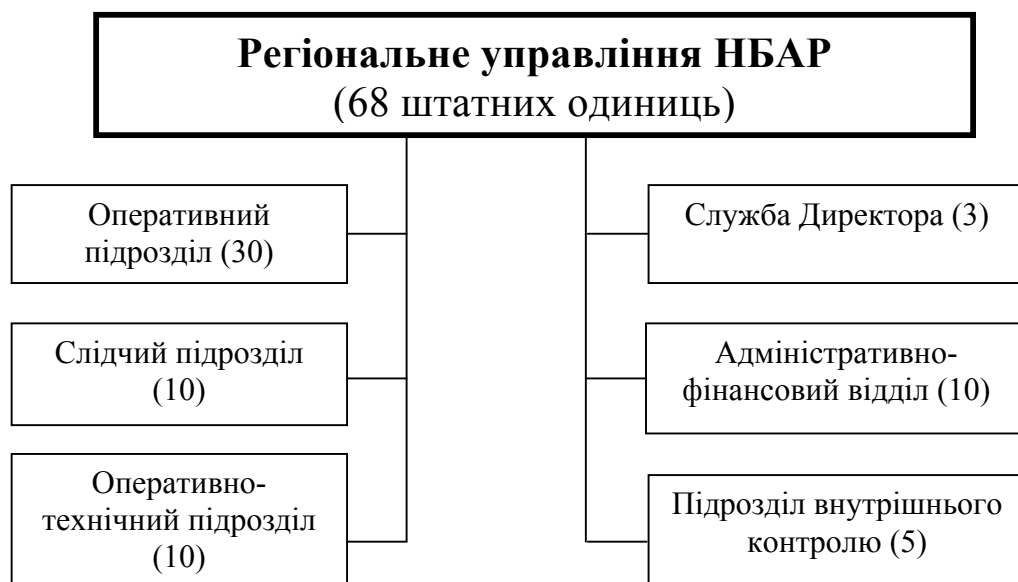 Регіональне управління НБАР
(68 штатних одиниць)
Оперативний
підрозділ (30)
Служба Директора (3)
Слідчий підрозділ
(10)
Адміністративно-
фінансовий відділ (10)
Оперативно-
технічний підрозділ
(10)
Підрозділ внутрішнього
контролю (5)